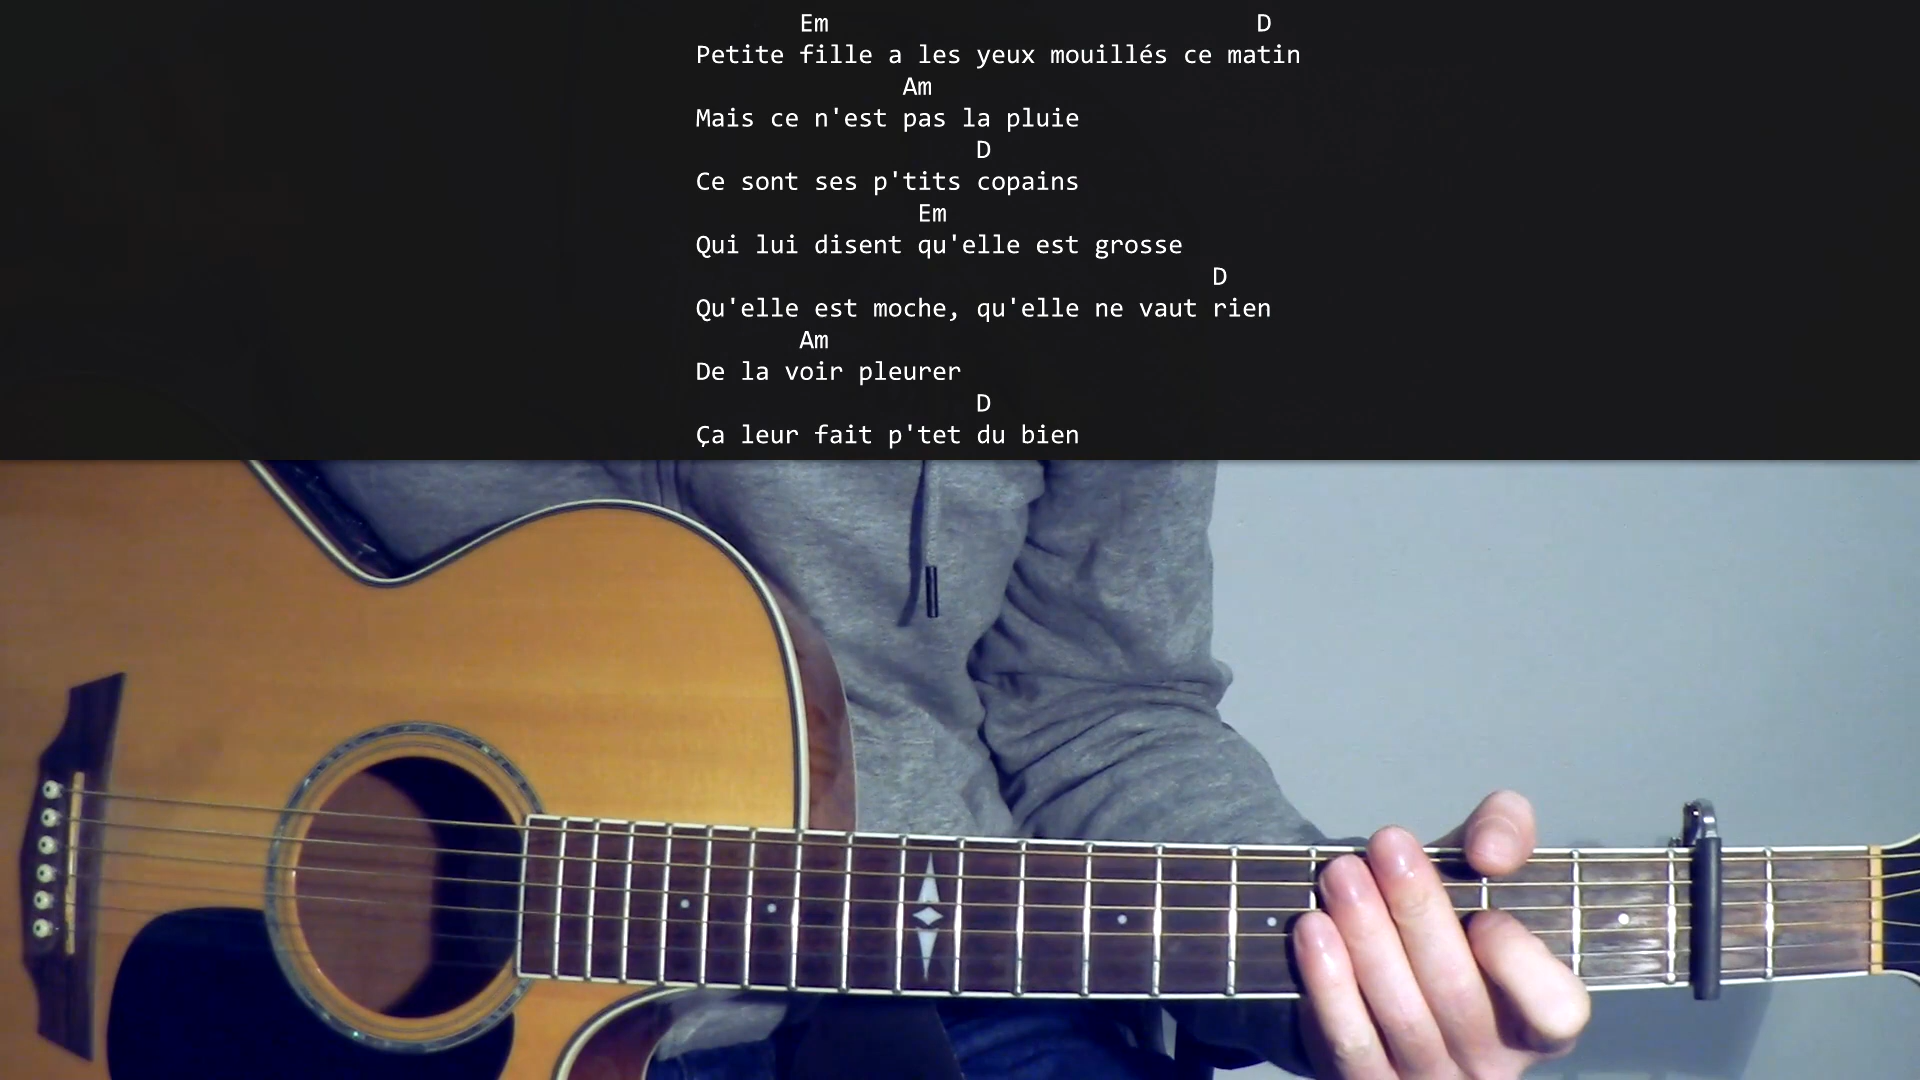 Em D
Petite fille a les yeux mouillés ce matin
Am
Mais ce n'est pas la pluie
D
Ce sont ses p'tits copains
Em
Qui lui disent qu'elle est grosse
D
Qu'elle est moche, qu'elle ne vaut rien
Am
De la voir pleurer
D
Ça leur fait p'tet du bien